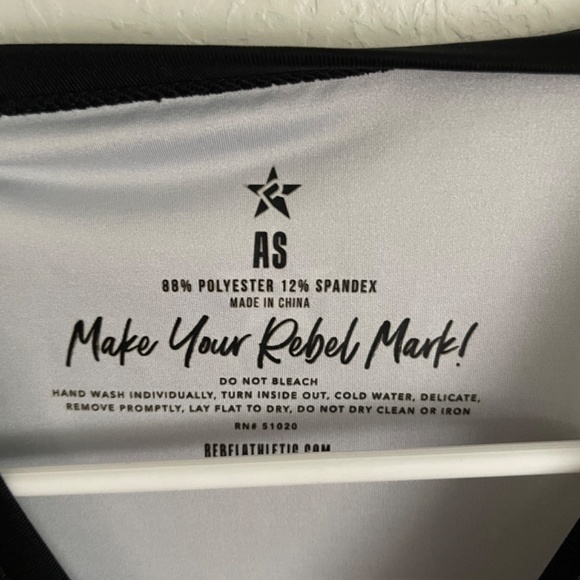 AS
88% POLYESTER 12% SPANDEX
MADE IN CHINA
Make Your Rebel Mark!
DO NOT BLEACH
HAND WASH INDIVIDUALLY, TURN INSIDE OUT, COLD WATER, DELICATE,
REMOVE PROMPTLY, LAY FLAT TO DRY, DO NOT DRY CLEAN OR IRON
RN# 51020
REBELATHLETIC.COM